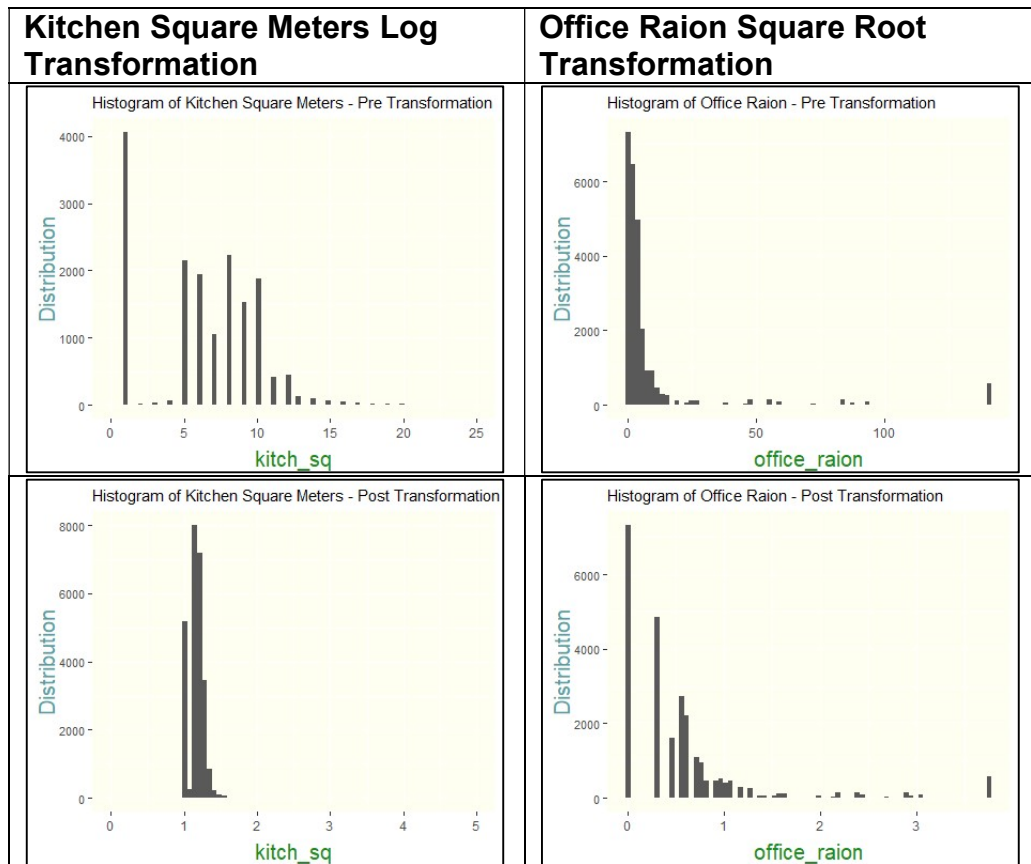 Kitchen Square Meters Log
Transformation
Office Raion Square Root
Transformation
Histogram of Kitchen Square Meters - Pre Transformation
Distribution
4000
3000
2000
1000
0
0 5 10 15 20 25
kitch_sq
Histogram of Office Raion - Pre Transformation
Distribution
6000
4000
2000
0
0 50 100
office_raion
Histogram of Kitchen Square Meters - Post Transformation
Distribution
8000
6000
4000
2000
0
0 1 2 3 4 5
kitch_sq
Histogram of Office Raion - Post Transformation
Distribution
6000
4000
2000
0
0 1 2 3
office_raion